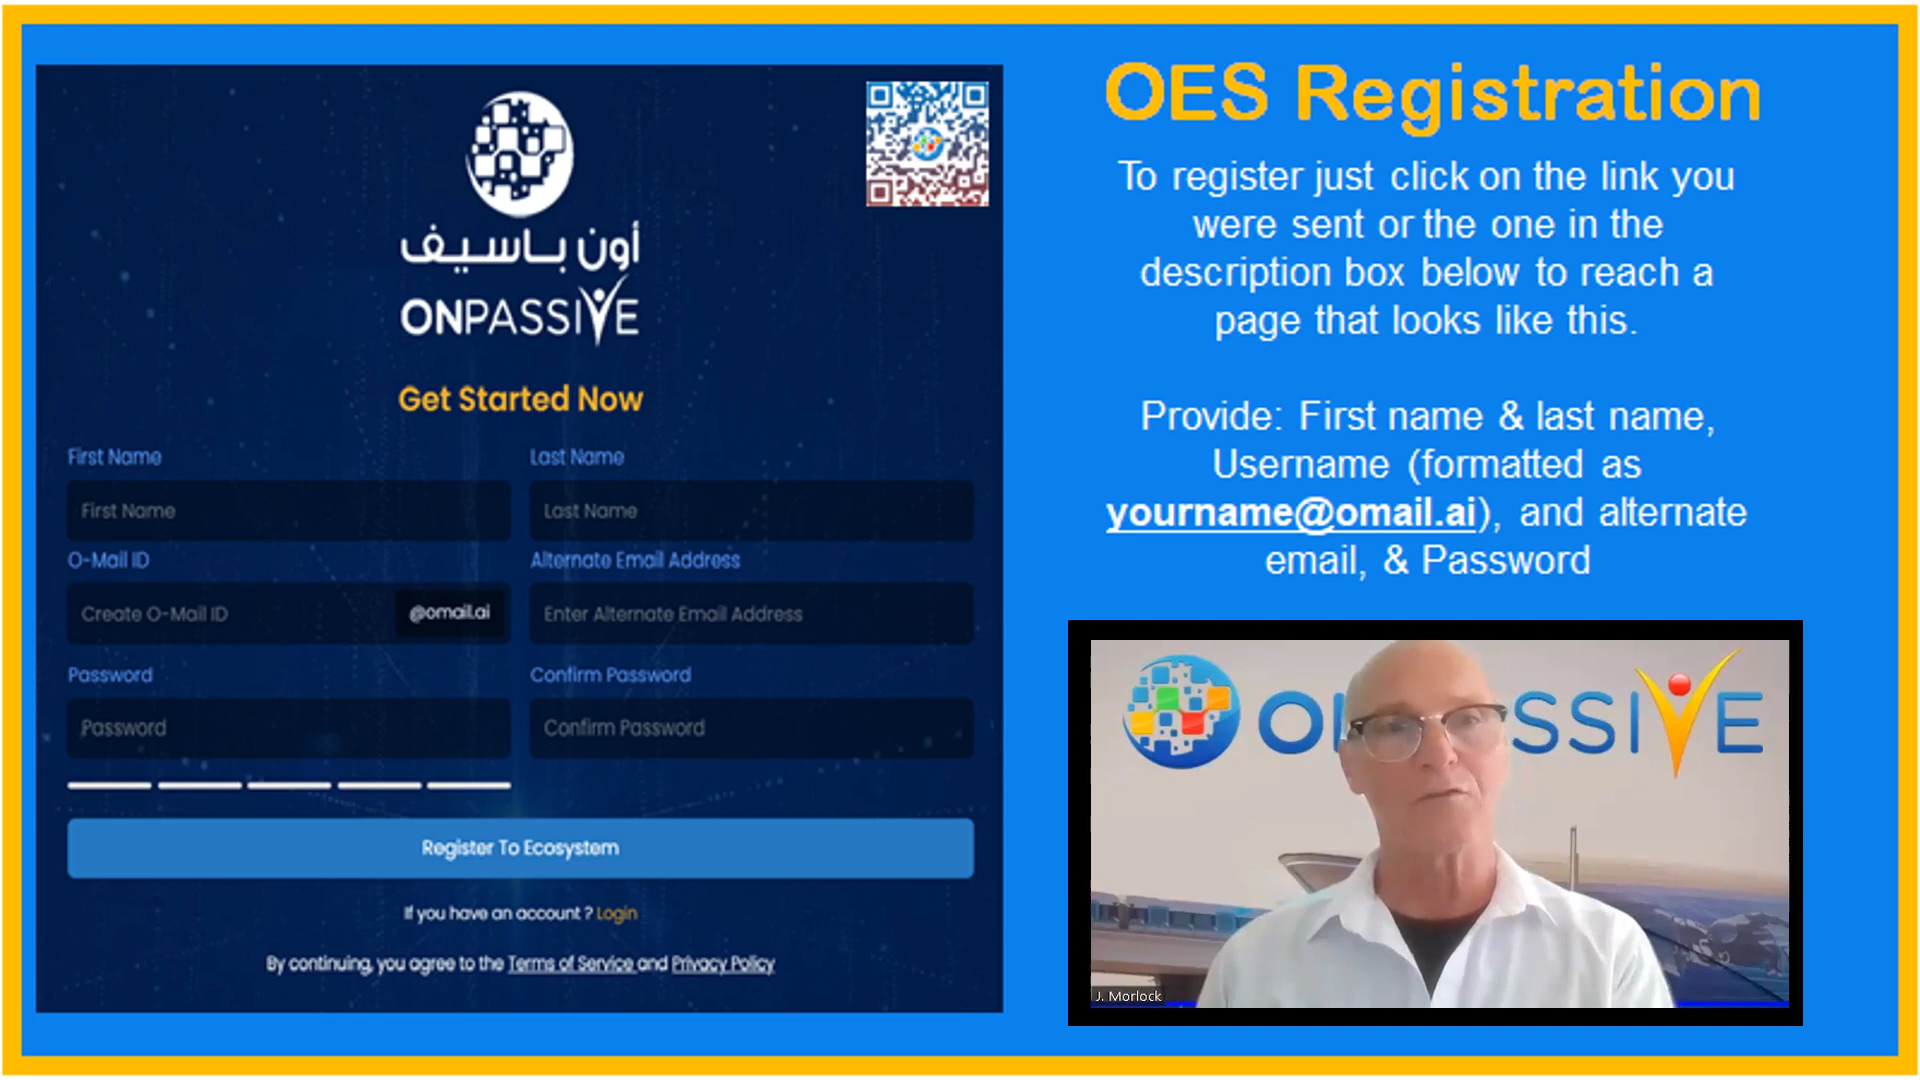 أون باسيف
ONPASSIVE
Get Started Now
First Name
Last Name
First Name
Last Name
O-Mail ID
Alternate Email Address
Create O-Mail ID
@omail.ai
Enter Alternate Email Address
Password
Confirm Password
Password
Confirm Password
Register To Ecosystem
If you have an account ? Login
By continuing, you agree to the Terms of Service and Privacy Policy
OES Registration
To register just click on the link you
were sent or the one in the
description box below to reach a
page that looks like this.
Provide: First name & last name,
Username (formatted as
yourname@omail.ai), and alternate
email, & Password
ON SSIVE
J. Morlock